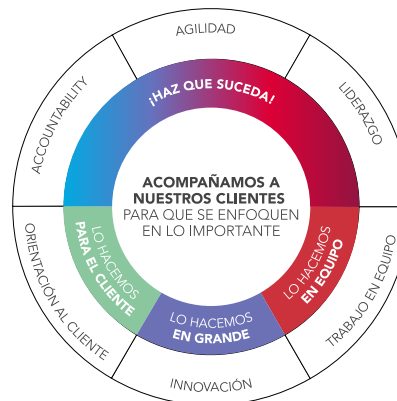 AGILIDAD
ACCOUNTABILITY
LIDERAZGO
¡HAZ QUE SUCEDA!
ACOMPAÑAMOS A
NUESTROS CLIENTES
PARA QUE SE ENFOQUEN
EN LO IMPORTANTE
LO HACEMOS
PARA EL CLIENTE
LO HACEMOS
EN GRANDE
LO HACEMOS
EN EQUIPO
ORIENTACIÓN AL CLIENTE
INNOVACIÓN
TRABAJO EN EQUIPO